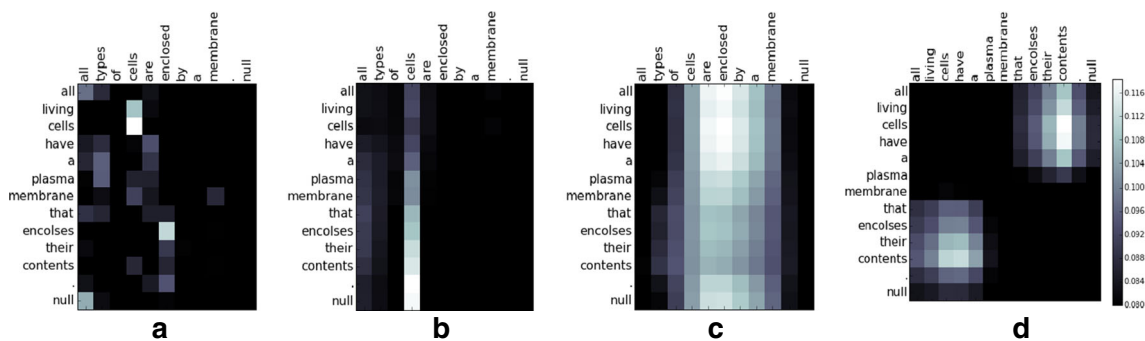 all types of cells are enclosed by a membrane . null
all types of cells are enclosed by a membrane . null
all types of cells are enclosed by a membrane . null
all living cells have a plasma membrane that encolses their contents . null
all
living
cells
have
a
plasma
membrane
that
encolses
their
contents
.
null
all
living
cells
have
a
plasma
membrane
that
encolses
their
contents
.
null
all
living
cells
have
a
plasma
membrane
that
encolses
their
contents
.
null
all
living
cells
have
a
plasma
membrane
that
encolses
their
contents
.
null
0.116
0.112
0.108
0.104
0.100
0.096
0.092
0.088
0.084
0.080
a
b
c
d